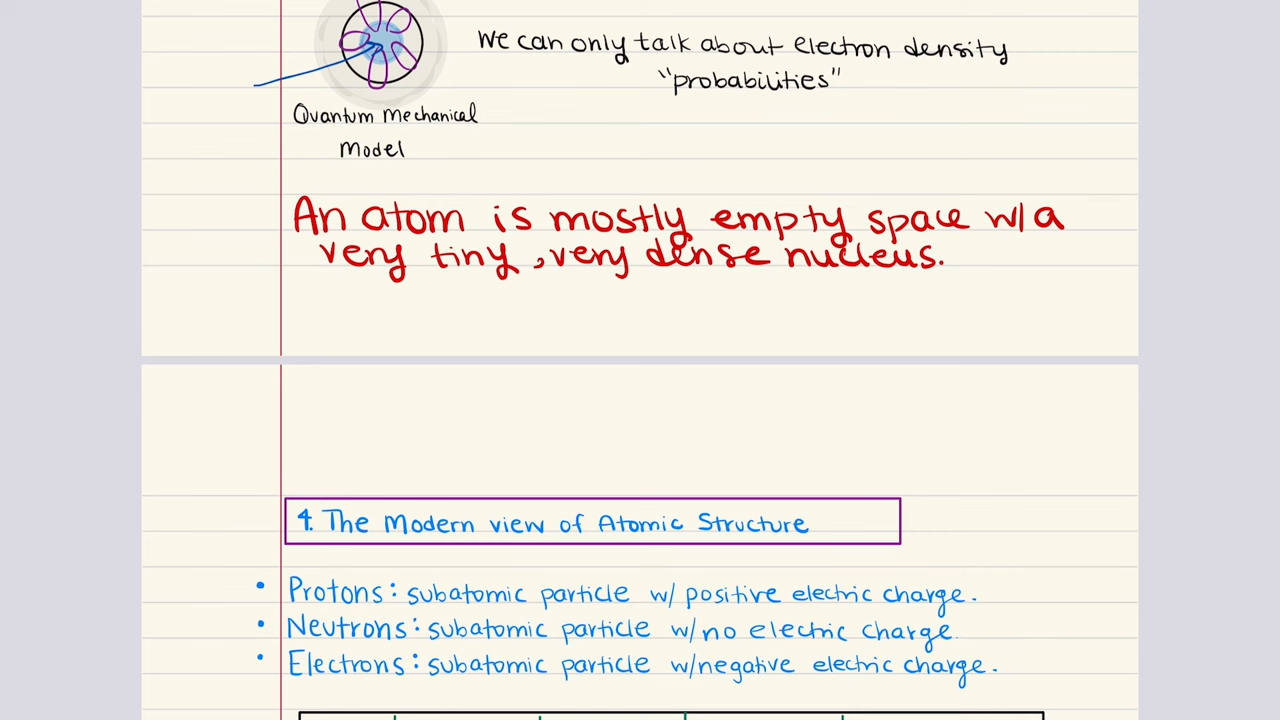 We can only talk about electron density
"probabilities"
Quantum Mechanical
Model
An atom is mostly empty space w/ a
very tiny, very dense nucleus.
4. The Modern view of Atomic Structure
• Protons: subatomic particle w/ positive electric charge.
• Neutrons: subatomic particle w/no electric charge.
• Electrons: subatomic particle w/negative electric charge.